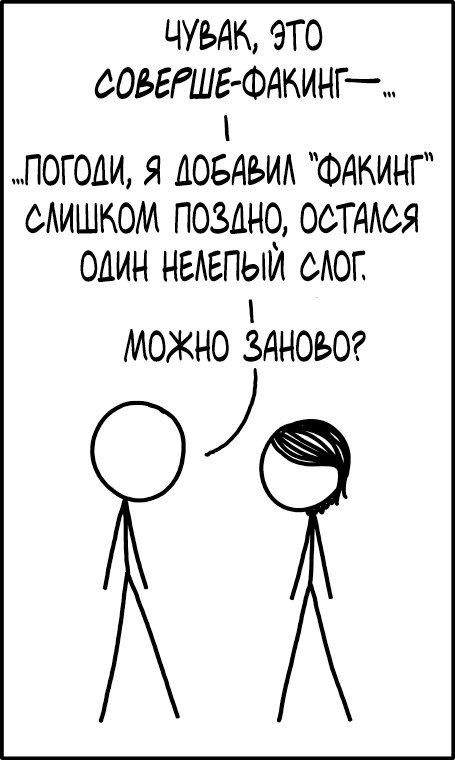 ЧУВАК, ЭТО
СОВЕРШЕ-ФАКИНГ—...
...ПОГОДИ, Я ДОБАВИЛ "ФАКИНГ"
СЛИШКОМ ПОЗДНО, ОСТАЛСЯ
ОДИН НЕЛЕПЫЙ СЛОГ.
МОЖНО ЗАНОВО?